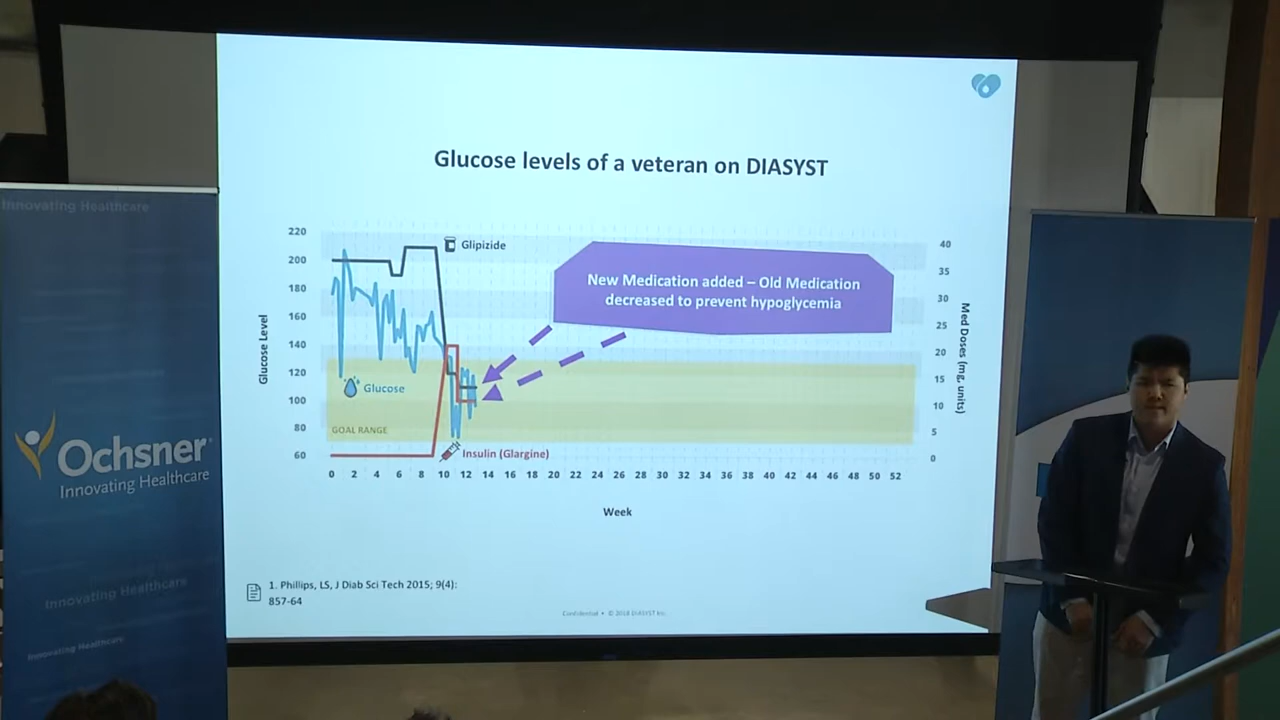 Glucose levels of a veteran on DIASYST
220
200
180
160
140
120
100
80
60
Glucose Level
Glipizide
New Medication added – Old Medication
decreased to prevent hypoglycemia
Glucose
GOAL RANGE
Insulin (Glargine)
40
35
30
25
20
15
10
5
0
Med Doses (mg, units)
0 2 4 6 8 10 12 14 16 18 20 22 24 26 28 30 32 34 36 38 40 42 44 46 48 50 52
Week
1. Phillips, LS, J Diab Sci Tech 2015; 9(4):
857-64
Confidential • © 2018 DIASYST Inc.
Innovating Healthcare
Ochsner
Innovating Healthcare
Innovating Healthcare
Innovating Healthcare